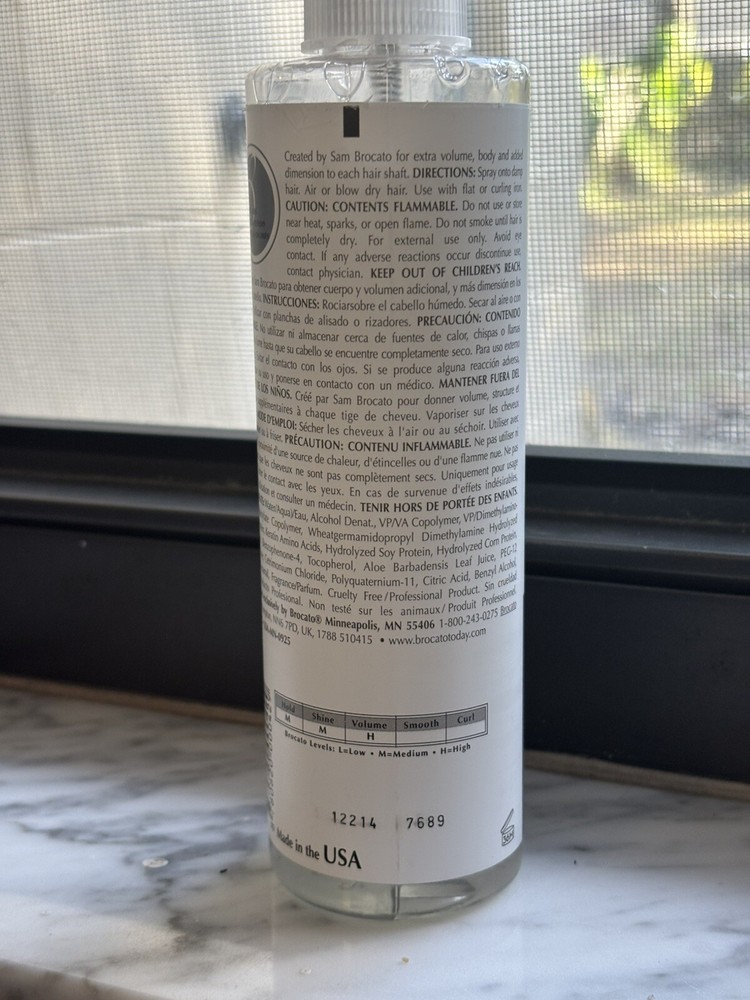 Created by Sam Brocato for extra volume, body and added
dimension to each hair shaft. DIRECTIONS: Spray onto damp
hair. Air or blow dry hair. Use with flat or curling iron.
CAUTION: CONTENTS FLAMMABLE. Do not use or store
near heat, sparks, or open flame. Do not smoke until hair is
completely dry. For external use only. Avoid eye
contact. If any adverse reactions occur discontinue use,
contact physician. KEEP OUT OF CHILDREN'S REACH.
Sam Brocato para obtener cuerpo y volumen adicional, y más dimensión en los
INSTRUCCIONES: Rociarsobre el cabello húmedo. Secar al aire o con
con planchas de alisado o rizadores. PRECAUCIÓN: CONTENIDO
No utilizar ni almacenar cerca de fuentes de calor, chispas o llamas
hasta que su cabello se encuentre completamente seco. Para uso externo
el contacto con los ojos. Si se produce alguna reacción adversa,
y ponerse en contacto con un médico. MANTENER FUERA DEL
LOS NIÑOS. Créé par Sam Brocato pour donner volume, structure et
à chaque tige de cheveu. Vaporiser sur les cheveux
D'EMPLOI: Sécher les cheveux à l'air ou au séchoir. Utiliser avec
à friser. PRÉCAUTION: CONTENU INFLAMMABLE. Ne pas utiliser ni
d'une source de chaleur, d'étincelles ou d'une flamme nue. Ne pas
les cheveux ne sont pas complètement secs. Uniquement pour usage
contact avec les yeux. En cas de survenue d'effets indésirables,
et consulter un médecin. TENIR HORS DE PORTÉE DES ENFANTS.
Alcohol Denat., VP/VA Copolymer, VP/Dimethylamino-
Copolymer, Wheatgermamidopropyl Dimethylamine Hydrolyzed
Amino Acids, Hydrolyzed Soy Protein, Hydrolyzed Corn Protein,
Tocopherol, Aloe Barbadensis Leaf Juice, PEG-12
Chloride, Polyquaternium-11, Citric Acid, Benzyl Alcohol,
Fragrance/Parfum. Cruelty Free/Professional Product. Sin crueldad
Profesional. Non testé sur les animaux/Produit Professionnel.
by Brocato® Minneapolis, MN 55406 1-800-243-0275 Brocato
NN6 7PD, UK, 1788 510415 • www.brocatotoday.com
Hold Shine Volume Smooth Curl
M M H
Brocato Levels: L=Low • M=Medium • H=High
12214 7689
36M
Made in the USA